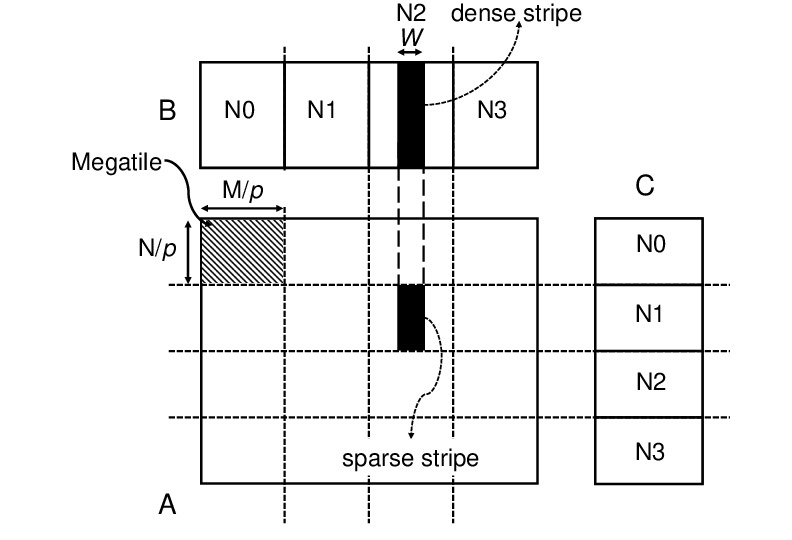 N2 dense stripe
W
B N0 N1 N3
Megatile
M/p
C
N/p
N0
N1
N2
N3
sparse stripe
A